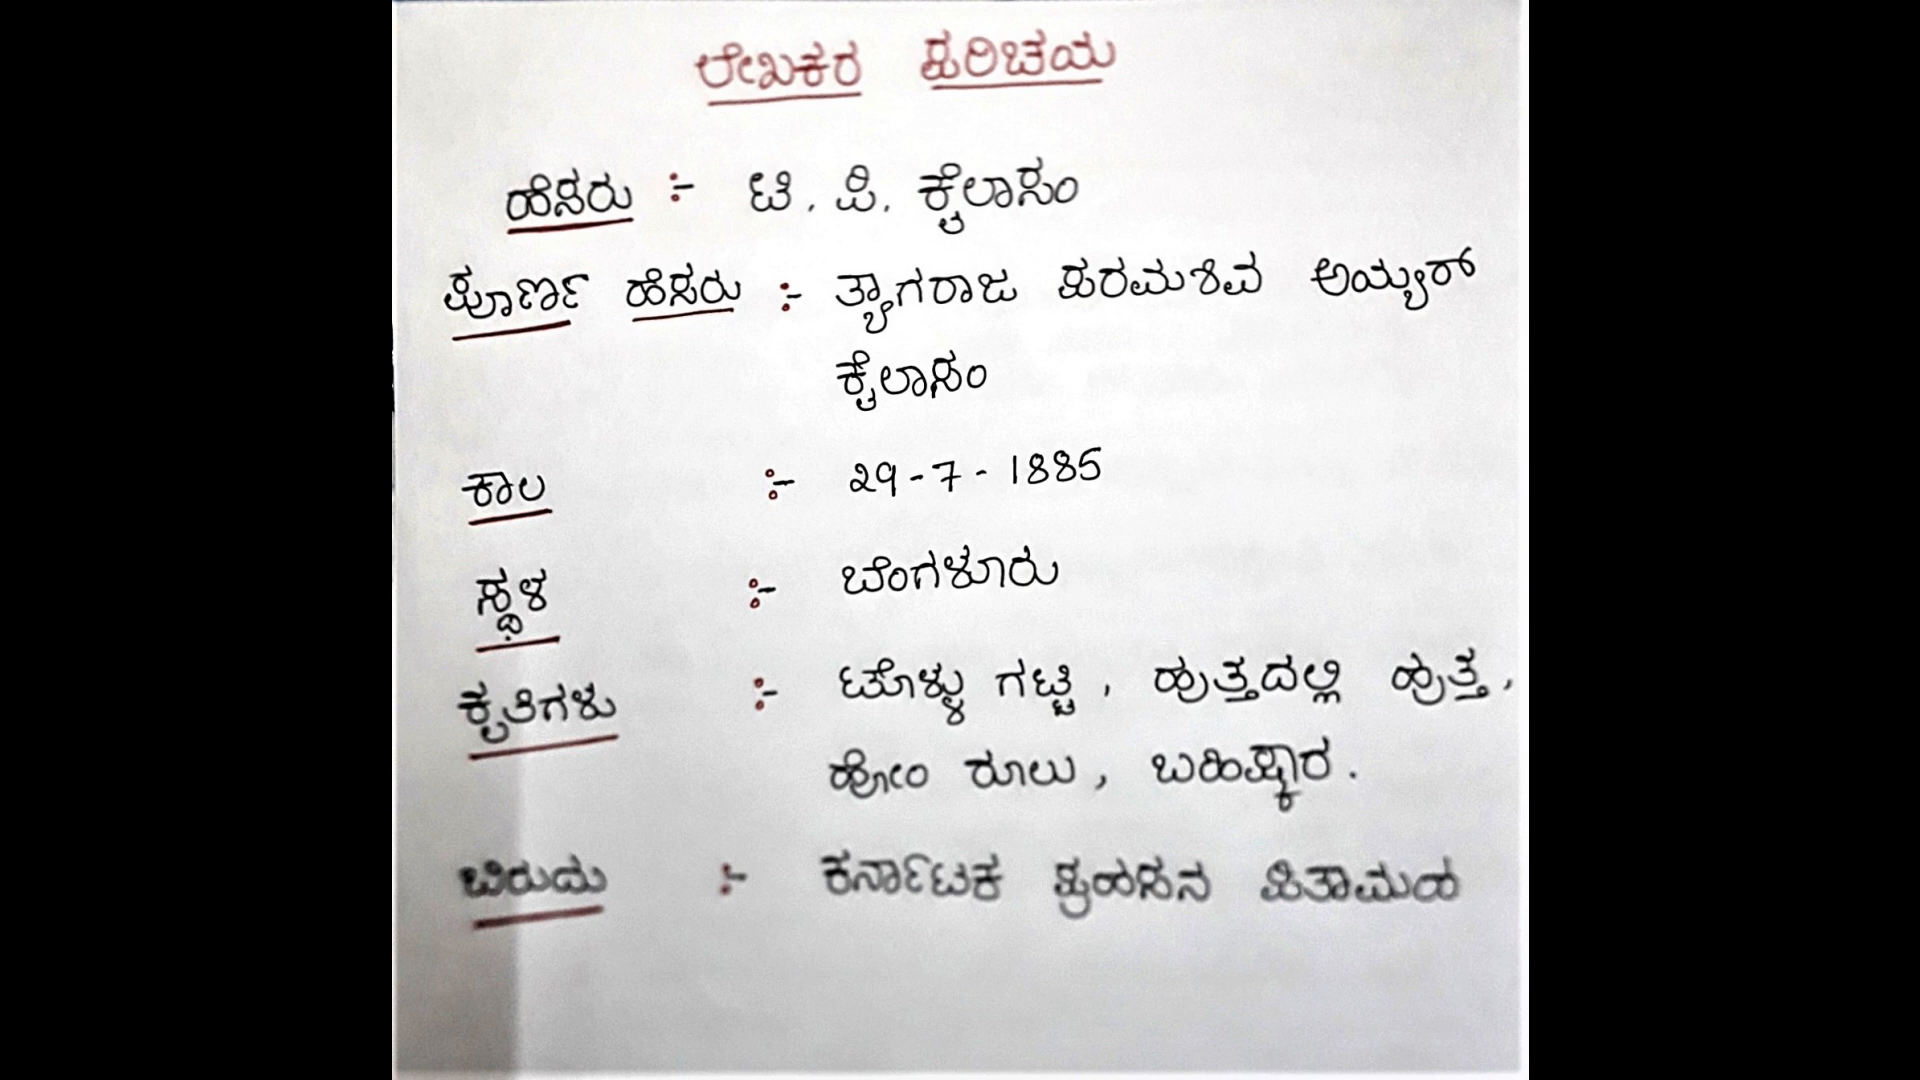 ಲೇಖಕರ ಪರಿಚಯ
ಹೆಸರು :- ಟಿ. ಪಿ. ಕೈಲಾಸಂ
ಪೂರ್ಣ ಹೆಸರು :- ತ್ಯಾಗರಾಜ ಪರಮಶಿವ ಅಯ್ಯರ್
ಕೈಲಾಸಂ
ಕಾಲ :- 29-7-1885
ಸ್ಥಳ :- ಬೆಂಗಳೂರು
ಕೃತಿಗಳು :- ಟೊಳ್ಳು ಗಟ್ಟಿ, ಹುತ್ತದಲ್ಲಿ ಹುತ್ತ,
ಹೋಂ ರೂಲು, ಬಹಿಷ್ಕಾರ.
ಬಿರುದು :- ಕರ್ನಾಟಕ ಪ್ರಹಸನ ಪಿತಾಮಹ